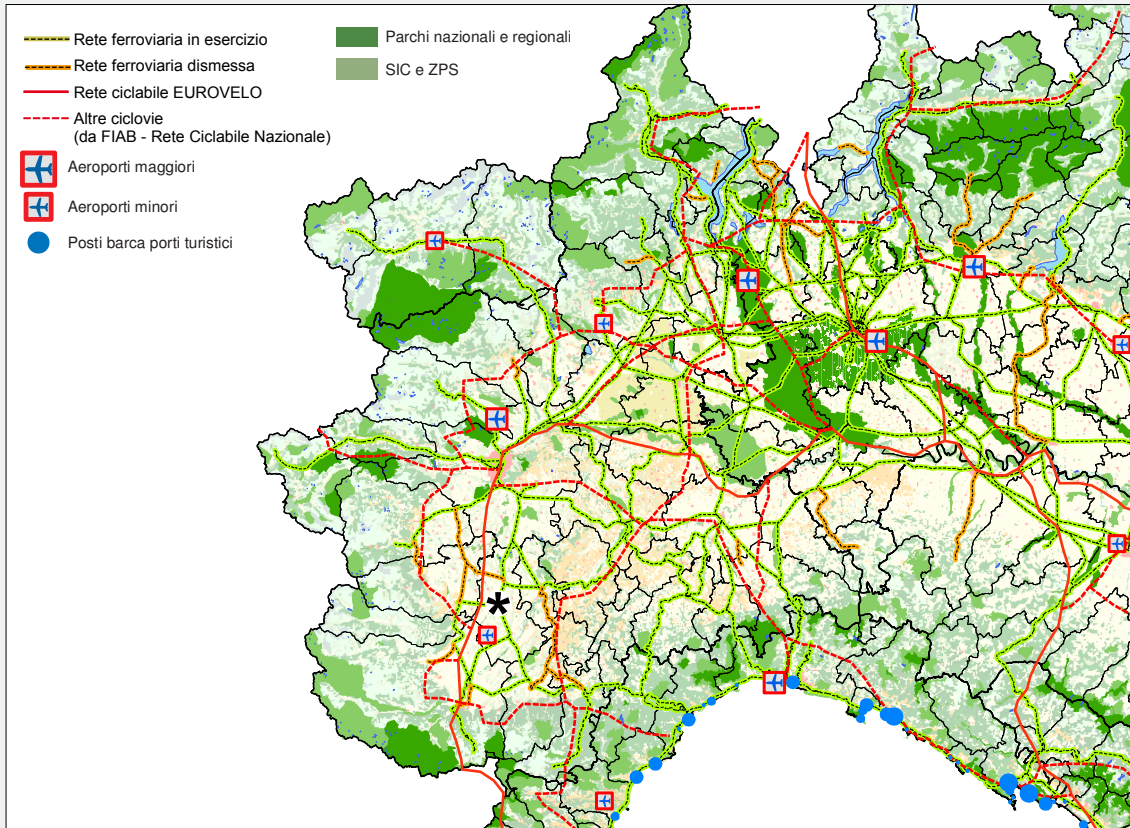 Rete ferroviaria in esercizio
Rete ferroviaria dismessa
Rete ciclabile EUROVELO
Altre ciclovie
(da FIAB - Rete Ciclabile Nazionale)
Aeroporti maggiori
Aeroporti minori
Posti barca porti turistici
Parchi nazionali e regionali
SIC e ZPS
*